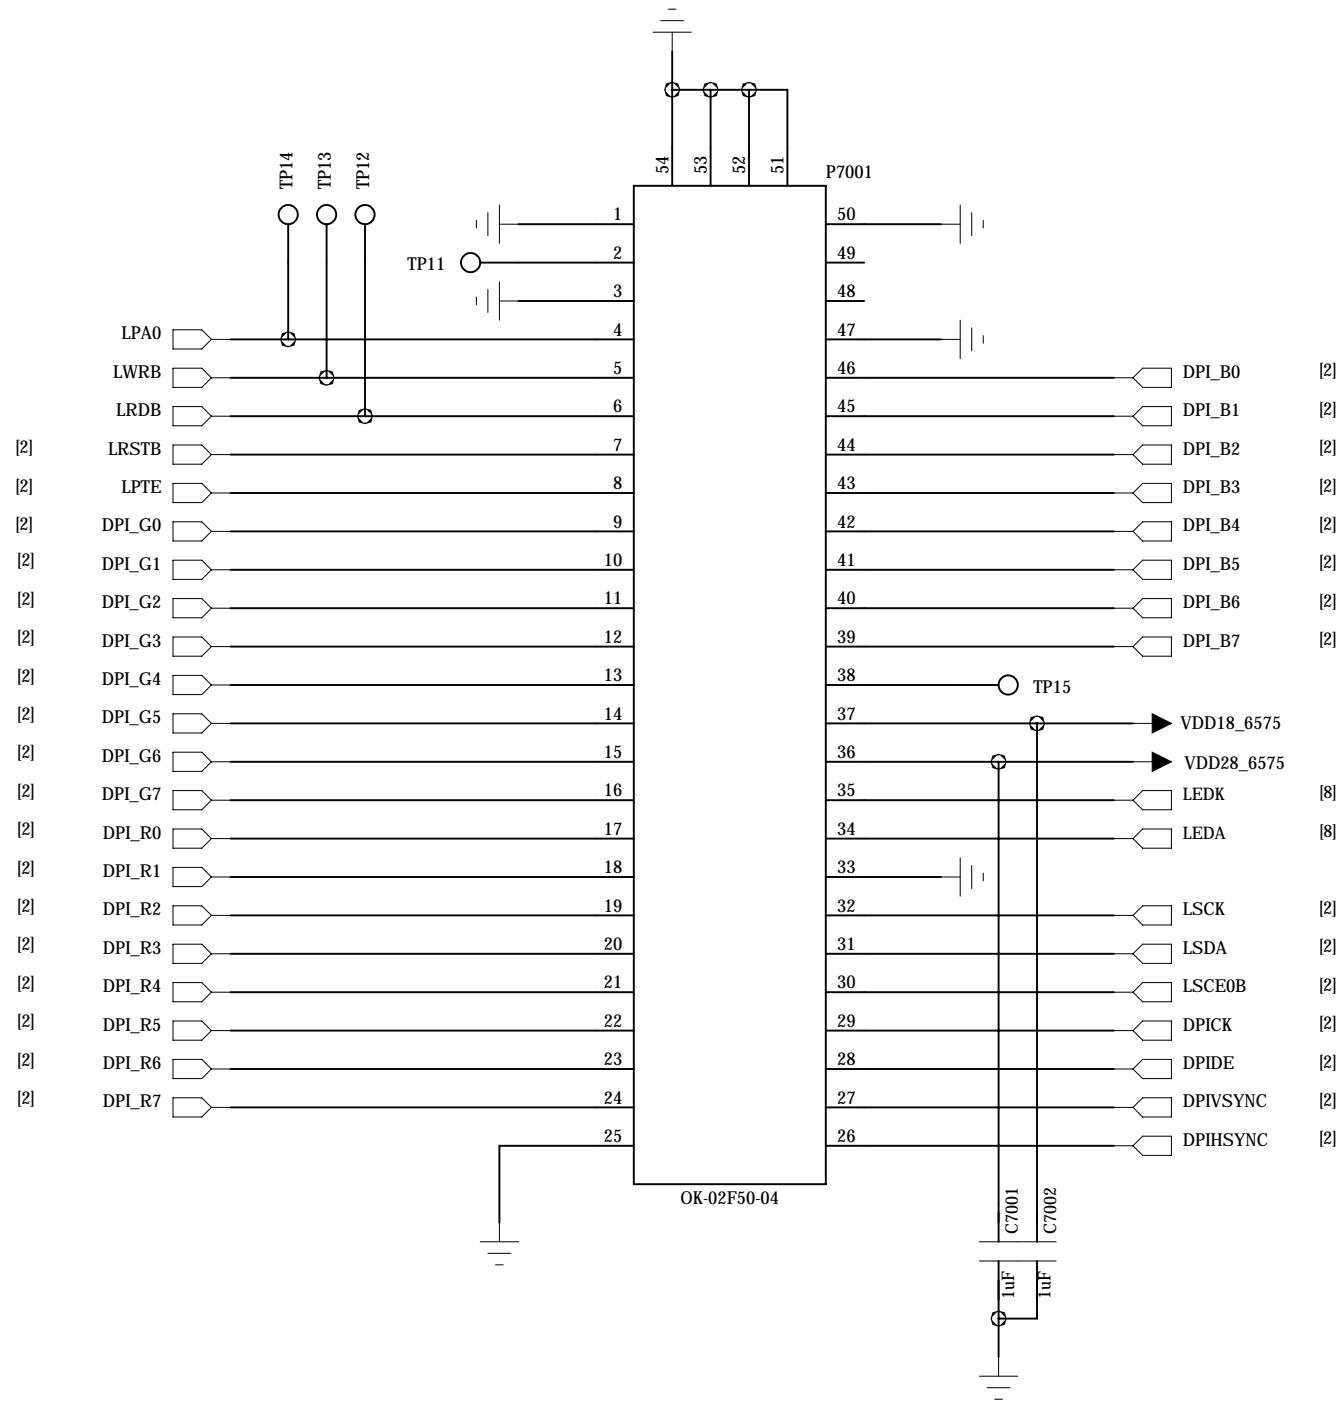 54 53 52 51
P7001
TP14 TP13 TP12
1 50
TP11 2 49
3 48
LPA0 4 47
LWRB 5 46 DPI_B0 [2]
LRDB 6 45 DPI_B1 [2]
[2] LRSTB 7 44 DPI_B2 [2]
[2] LPTE 8 43 DPI_B3 [2]
[2] DPI_G0 9 42 DPI_B4 [2]
[2] DPI_G1 10 41 DPI_B5 [2]
[2] DPI_G2 11 40 DPI_B6 [2]
[2] DPI_G3 12 39 DPI_B7 [2]
[2] DPI_G4 13 38 TP15
[2] DPI_G5 14 37 VDD18_6575
[2] DPI_G6 15 36 VDD28_6575
[2] DPI_G7 16 35 LEDK [8]
[2] DPI_R0 17 34 LEDA [8]
[2] DPI_R1 18 33
[2] DPI_R2 19 32 LSCK [2]
[2] DPI_R3 20 31 LSDA [2]
[2] DPI_R4 21 30 LSCE0B [2]
[2] DPI_R5 22 29 DPICK [2]
[2] DPI_R6 23 28 DPIDE [2]
[2] DPI_R7 24 27 DPIVSYNC [2]
25 26 DPIHSYNC [2]
OK-02F50-04
C7001 C7002
1uF 1uF